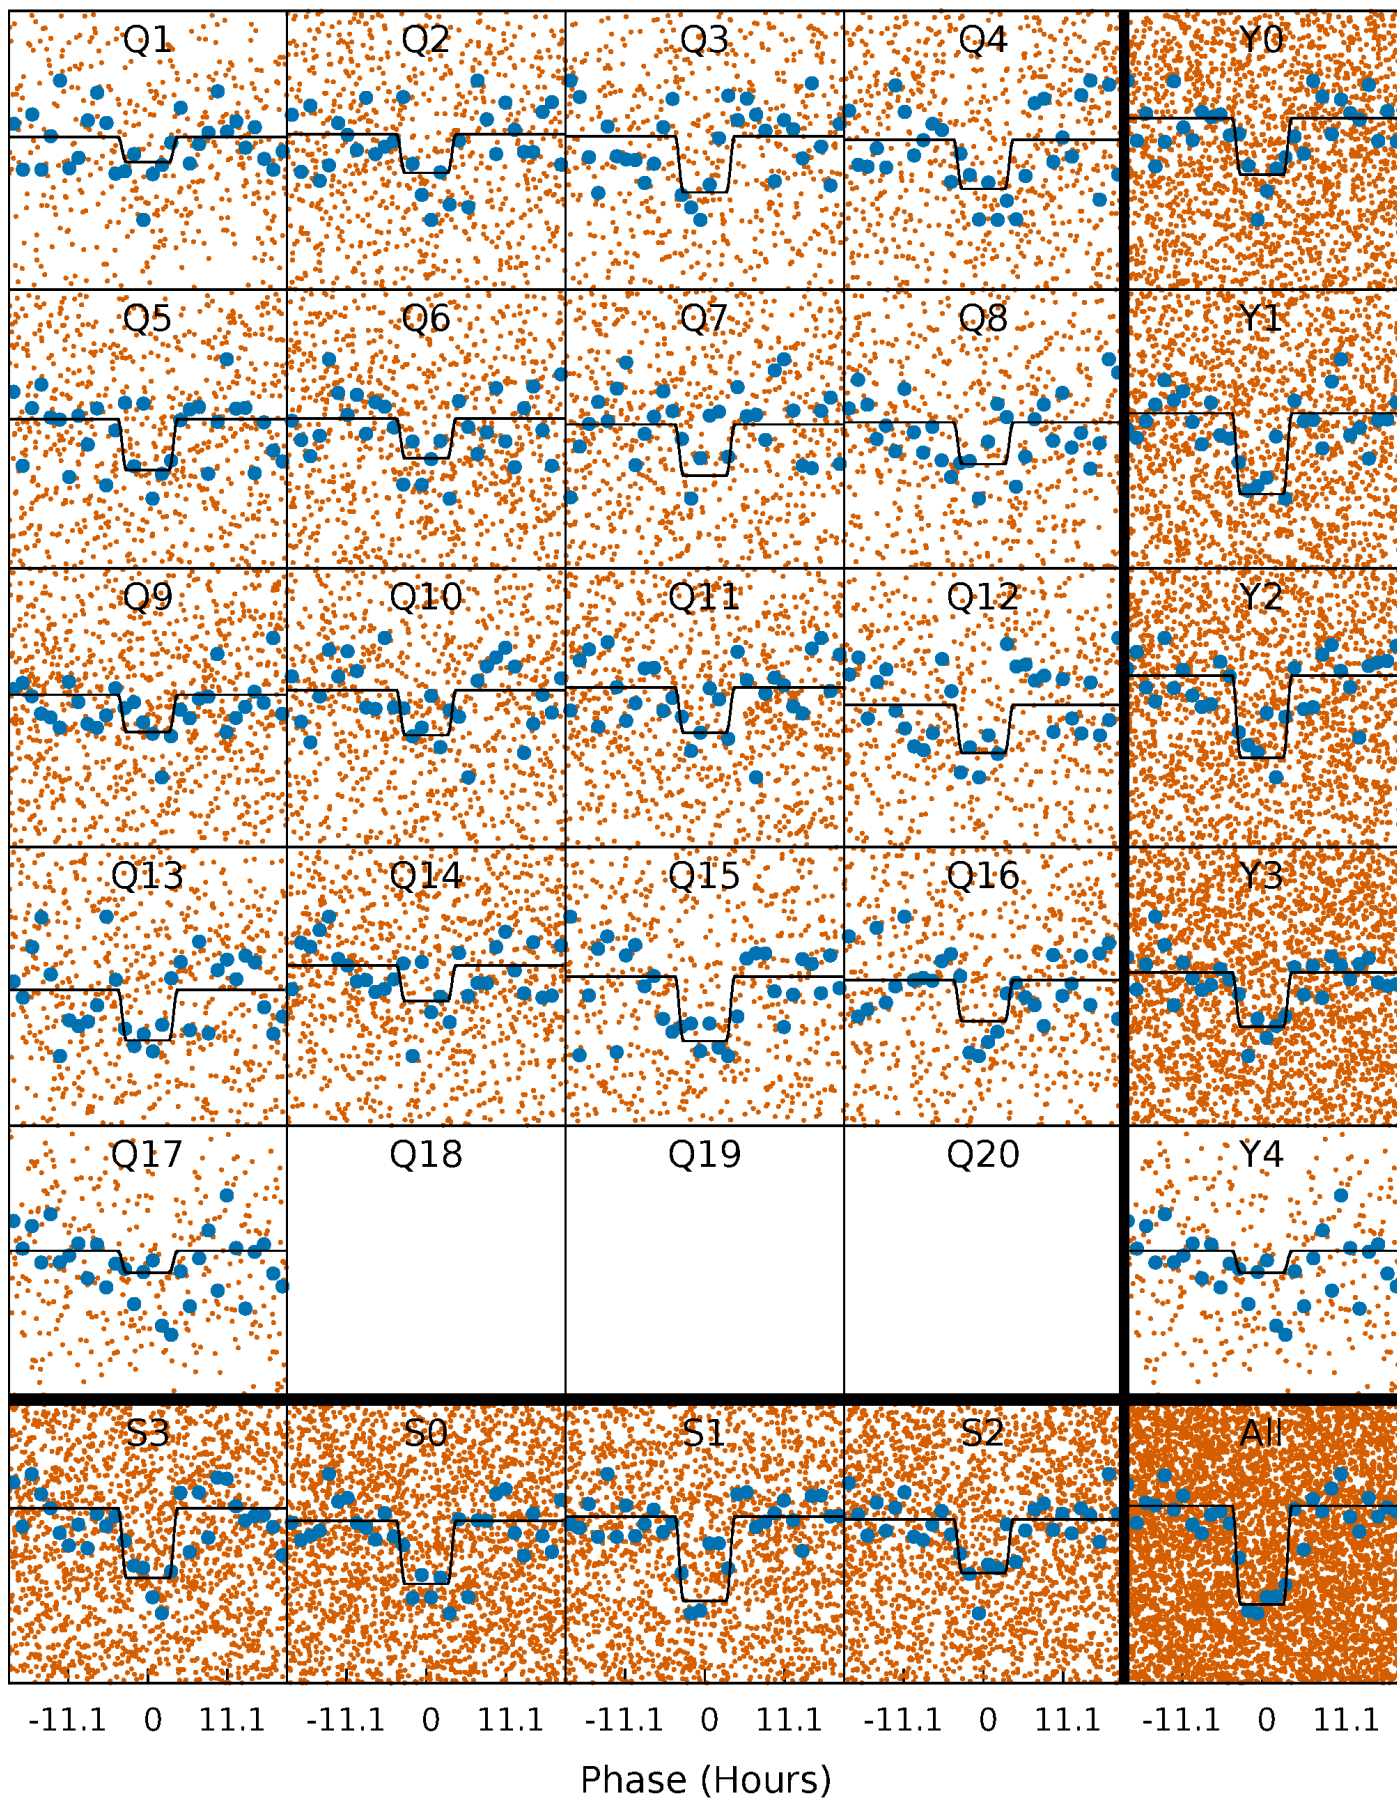 Q1 Q2 Q3 Q4 Y0
Q5 Q6 Q7 Q8 Y1
Q9 Q10 Q11 Q12 Y2
Q13 Q14 Q15 Q16 Y3
Q17 Q18 Q19 Q20 Y4
S3 S0 S1 S2 All
-11.1 0 11.1 -11.1 0 11.1 -11.1 0 11.1 -11.1 0 11.1 -11.1 0 11.1
Phase (Hours)